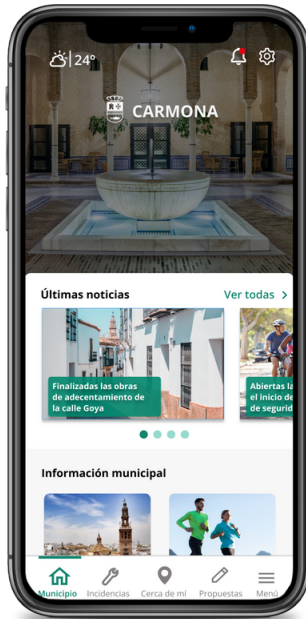 24°
CARMONA
Últimas noticias
Ver todas >
Finalizadas las obras
de adecentamiento de
la calle Goya
Abiertas la
el inicio de
de segurid
Información municipal
Municipio
Incidencias
Cerca de mí
Propuestas
Menú